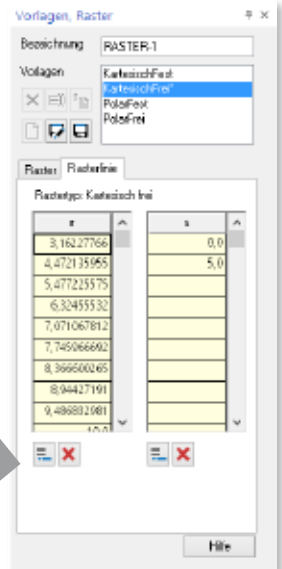 Vorlagen, Raster
Bezeichnung RASTER-1
Vorlagen
KartesischFest
KartesischFrei*
PolarFest
PolarFrei
Raster Rasterlinie
Rastertyp: Kartesisch frei
r s
3,16227766 0,0
4,472135955 5,0
5,477225575
6,32455532
7,071067812
7,745966692
8,366600265
8,94427191
9,486832981
10,0
Hilfe